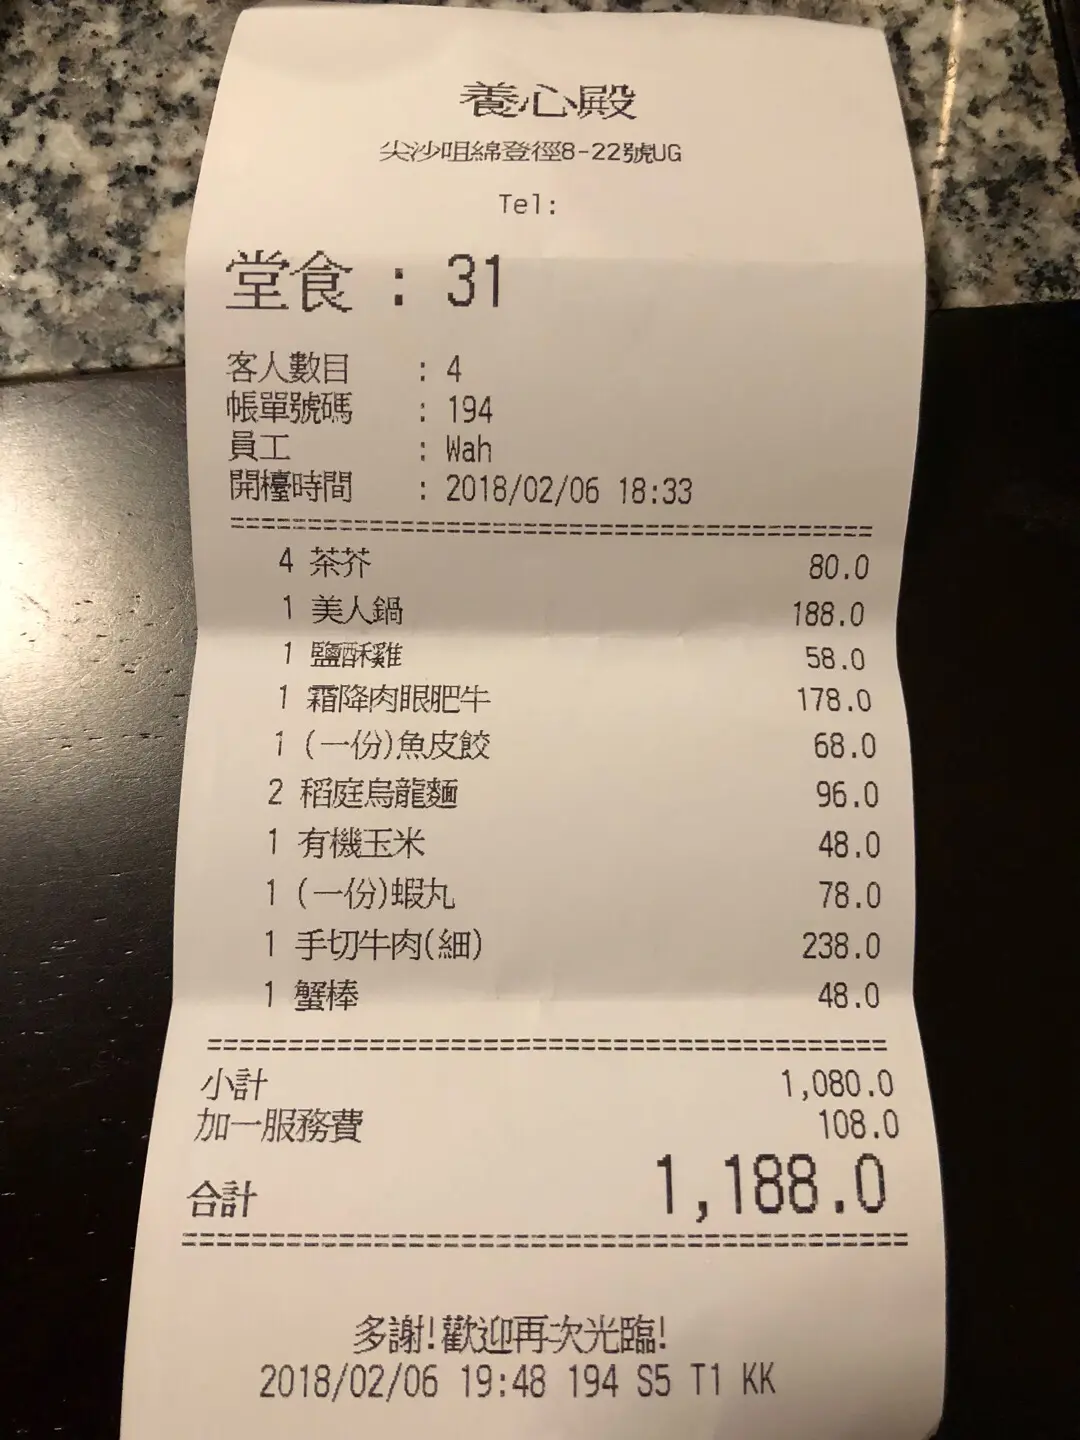 養心殿
尖沙咀綿登徑8-22號UG
Tel:
堂食 : 31
客人數目 : 4
帳單號碼 : 194
員工 : Wah
開檯時間 : 2018/02/06 18:33
4 茶芥 80.0
1 美人鍋 188.0
1 鹽酥雞 58.0
1 霜降肉眼肥牛 178.0
1 (一份)魚皮餃 68.0
2 稻庭烏龍麵 96.0
1 有機玉米 48.0
1 (一份)蝦丸 78.0
1 手切牛肉(細) 238.0
1 蟹棒 48.0
小計 1,080.0
加一服務費 108.0
合計 1,188.0
多謝!歡迎再次光臨!
2018/02/06 19:48 194 S5 T1 KK